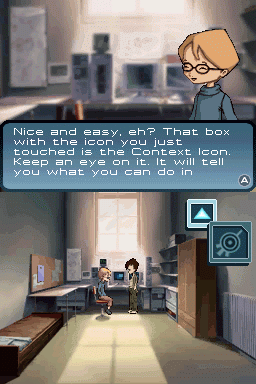 Nice and easy, eh? That box
with the icon you just
touched is the Context Icon.
Keep an eye on it. It will tell
you what you can do in
A